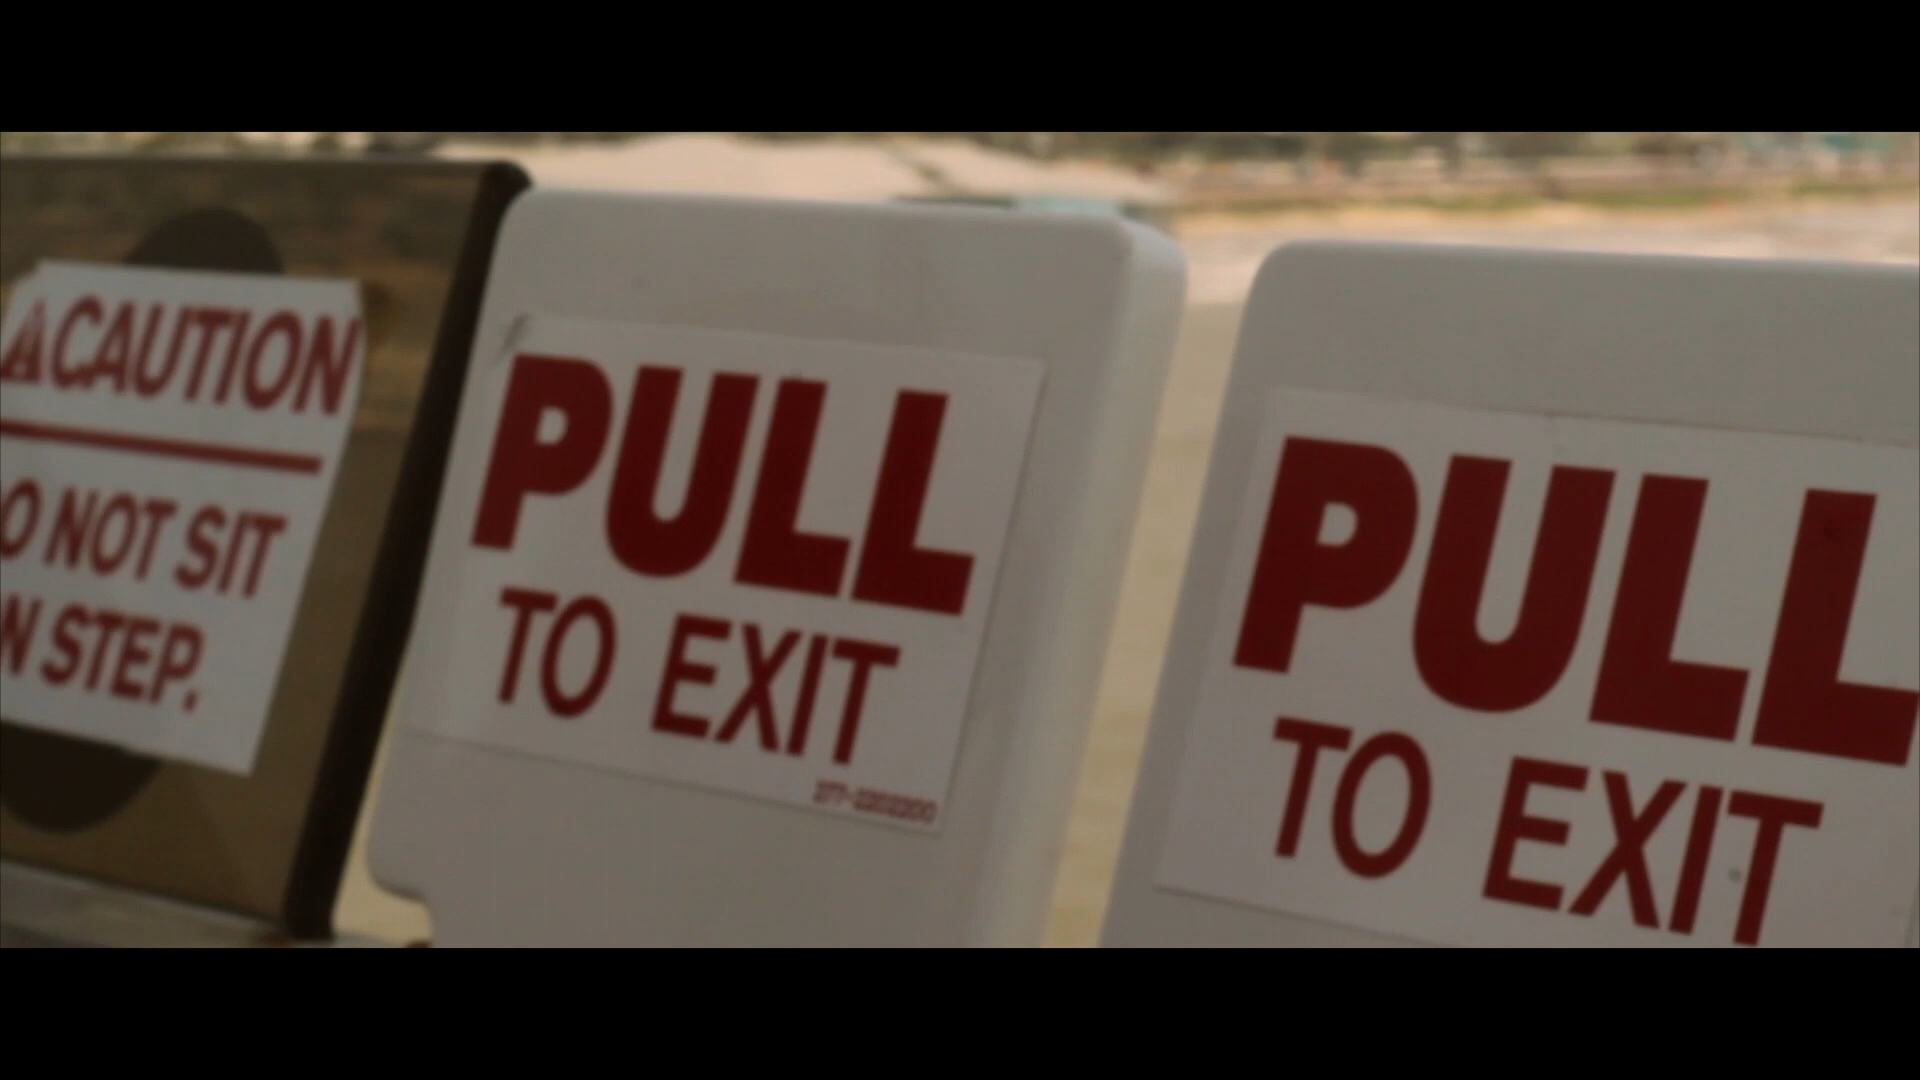 CAUTION
O NOT SIT
N STEP.
PULL
TO EXIT
PULL
TO EXIT